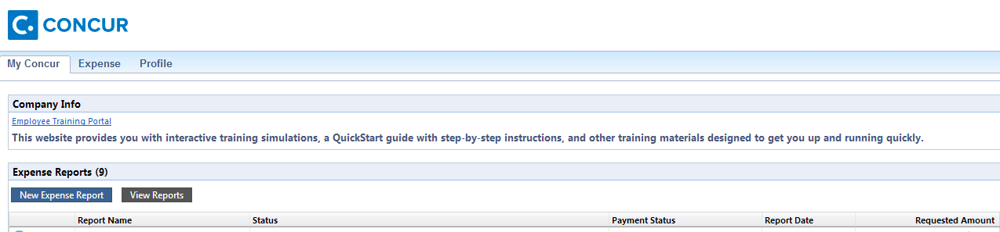 C. CONCUR
My Concur Expense Profile
Company Info
Employee Training Portal
This website provides you with interactive training simulations, a QuickStart guide with step-by-step instructions, and other training materials designed to get you up and running quickly.
Expense Reports (9)
New Expense Report View Reports
Report Name Status Payment Status Report Date Requested Amount